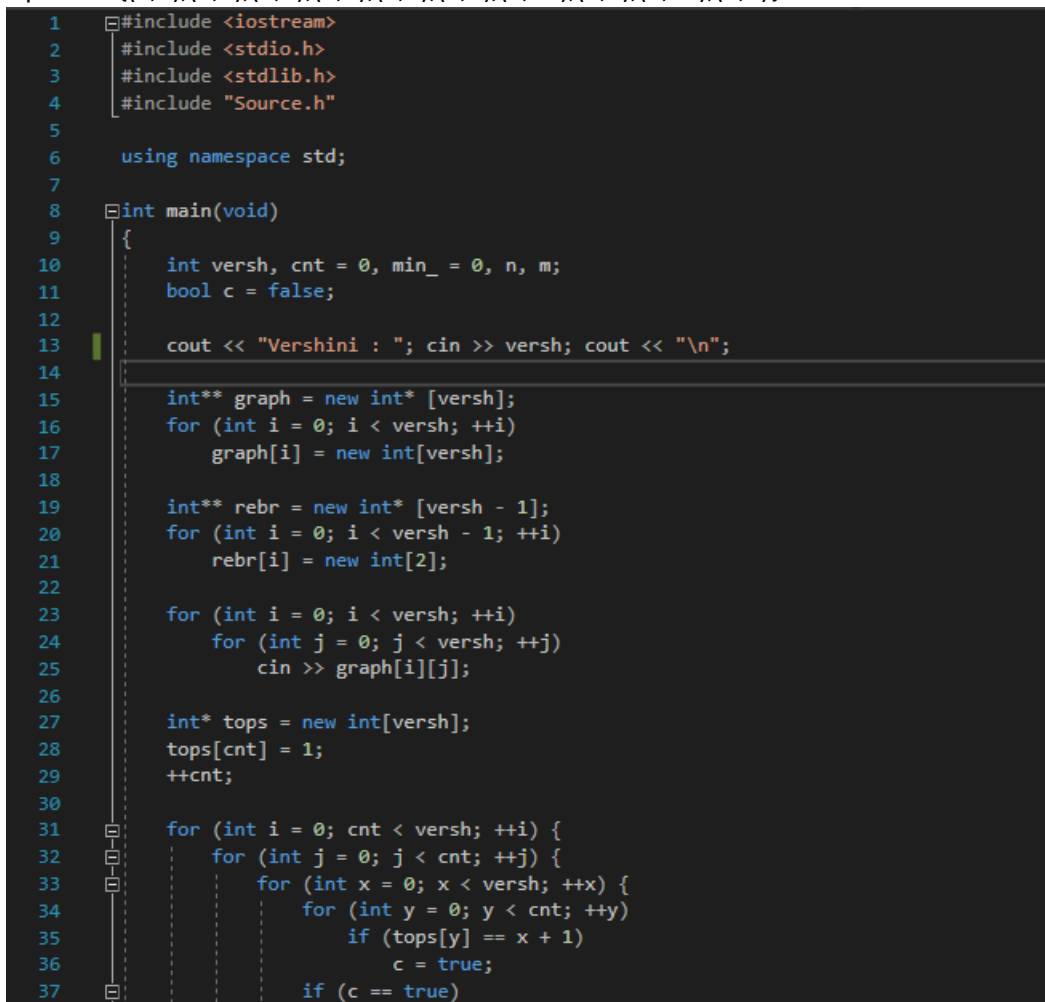 1 #include <iostream>
2 #include <stdio.h>
3 #include <stdlib.h>
4 #include "Source.h"
5
6 using namespace std;
7
8 int main(void)
9 {
10 int versh, cnt = 0, min_ = 0, n, m;
11 bool c = false;
12
13 cout << "Vershini : "; cin >> versh; cout << "\n";
14
15 int** graph = new int* [versh];
16 for (int i = 0; i < versh; ++i)
17 graph[i] = new int[versh];
18
19 int** rebr = new int* [versh - 1];
20 for (int i = 0; i < versh - 1; ++i)
21 rebr[i] = new int[2];
22
23 for (int i = 0; i < versh; ++i)
24 for (int j = 0; j < versh; ++j)
25 cin >> graph[i][j];
26
27 int* tops = new int[versh];
28 tops[cnt] = 1;
29 ++cnt;
30
31 for (int i = 0; cnt < versh; ++i) {
32 for (int j = 0; j < cnt; ++j) {
33 for (int x = 0; x < versh; ++x) {
34 for (int y = 0; y < cnt; ++y)
35 if (tops[y] == x + 1)
36 c = true;
37 if (c == true)